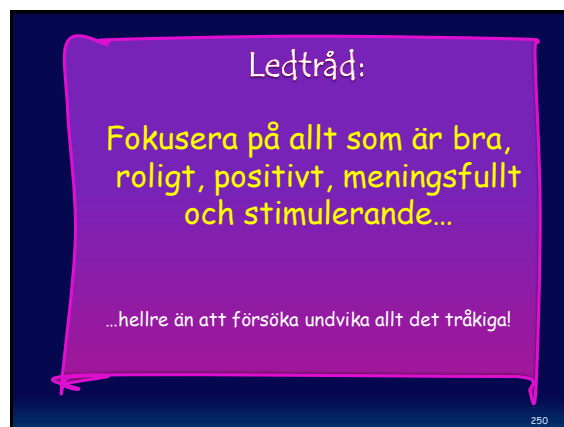 Ledtråd:
Fokusera på allt som är bra,
roligt, positivt, meningsfullt
och stimulerande…
…hellre än att försöka undvika allt det tråkiga!
250